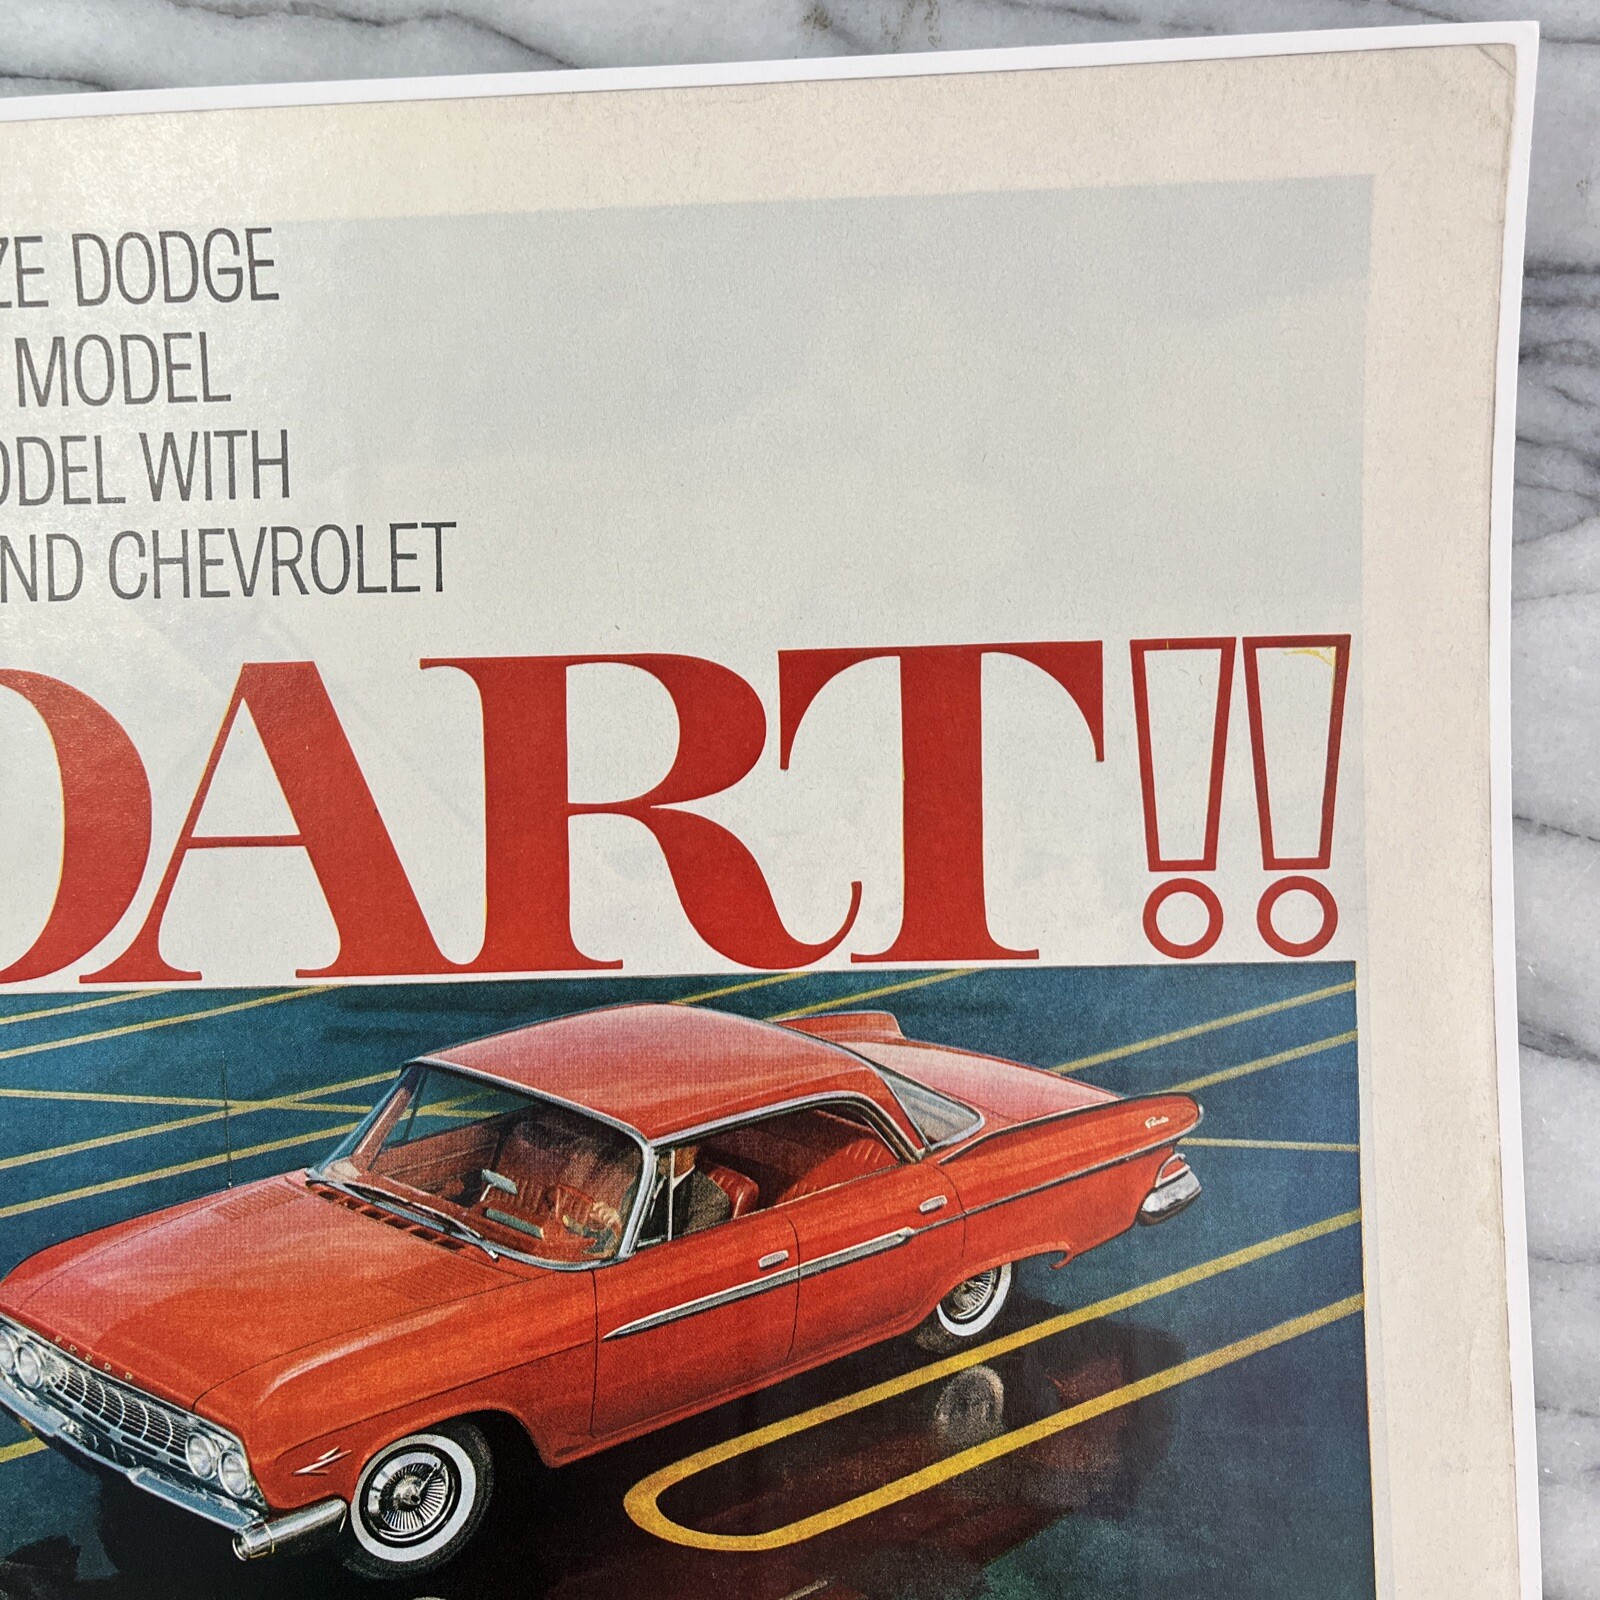 ZE DODGE
MODEL
ODEL WITH
ND CHEVROLET
DART!!